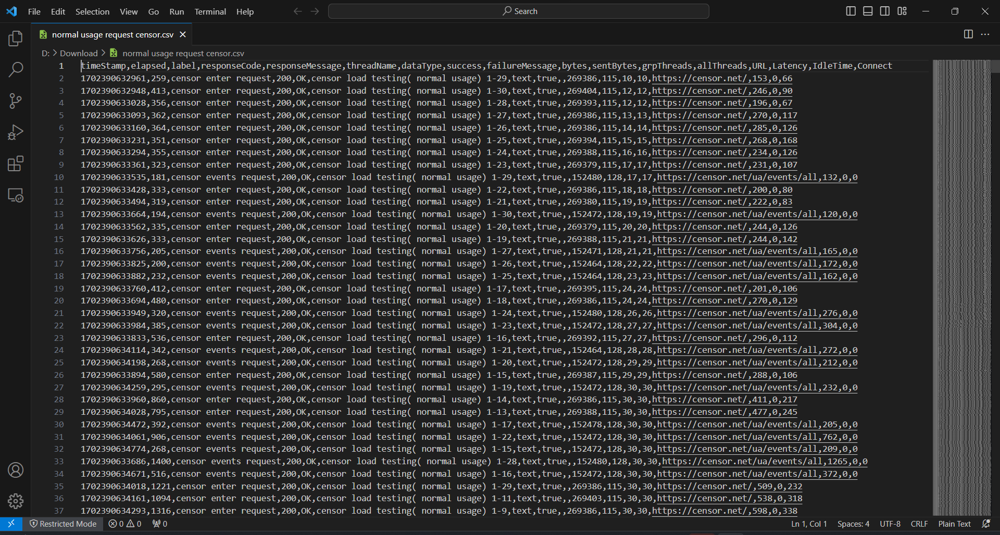 File Edit Selection View Go Run Terminal Help Search
normal usage request censor.csv
D: > Download > normal usage request censor.csv
1 timeStamp,elapsed,label,responseCode,responseMessage,threadName,dataType,success,failureMessage,bytes,sentBytes,grpThreads,allThreads,URL,Latency,IdleTime,Connect
2 1702390632961,259,censor enter request,200,OK,censor load testing( normal usage) 1-29,text,true,,269386,115,10,10,https://censor.net/,153,0,66
3 1702390632948,413,censor enter request,200,OK,censor load testing( normal usage) 1-30,text,true,,269404,115,12,12,https://censor.net/,246,0,90
4 1702390633028,356,censor enter request,200,OK,censor load testing( normal usage) 1-28,text,true,,269393,115,12,12,https://censor.net/,196,0,67
5 1702390633093,362,censor enter request,200,OK,censor load testing( normal usage) 1-27,text,true,,269386,115,13,13,https://censor.net/,270,0,117
6 1702390633160,364,censor enter request,200,OK,censor load testing( normal usage) 1-26,text,true,,269386,115,14,14,https://censor.net/,285,0,126
7 1702390633231,351,censor enter request,200,OK,censor load testing( normal usage) 1-25,text,true,,269394,115,15,15,https://censor.net/,268,0,168
8 1702390633294,355,censor enter request,200,OK,censor load testing( normal usage) 1-24,text,true,,269388,115,16,16,https://censor.net/,234,0,126
9 1702390633361,323,censor enter request,200,OK,censor load testing( normal usage) 1-23,text,true,,269379,115,17,17,https://censor.net/,231,0,107
10 1702390633535,181,censor events request,200,OK,censor load testing( normal usage) 1-29,text,true,,152480,128,17,17,https://censor.net/ua/events/all,132,0,0
11 1702390633428,333,censor enter request,200,OK,censor load testing( normal usage) 1-22,text,true,,269386,115,18,18,https://censor.net/,200,0,80
12 1702390633494,319,censor enter request,200,OK,censor load testing( normal usage) 1-21,text,true,,269380,115,19,19,https://censor.net/,222,0,83
13 1702390633664,194,censor events request,200,OK,censor load testing( normal usage) 1-30,text,true,,152472,128,19,19,https://censor.net/ua/events/all,120,0,0
14 1702390633562,335,censor enter request,200,OK,censor load testing( normal usage) 1-20,text,true,,269379,115,20,20,https://censor.net/,244,0,126
15 1702390633626,333,censor enter request,200,OK,censor load testing( normal usage) 1-19,text,true,,269388,115,21,21,https://censor.net/,244,0,142
16 1702390633756,205,censor events request,200,OK,censor load testing( normal usage) 1-27,text,true,,152471,128,21,21,https://censor.net/ua/events/all,165,0,0
17 1702390633825,200,censor events request,200,OK,censor load testing( normal usage) 1-26,text,true,,152464,128,22,22,https://censor.net/ua/events/all,172,0,0
18 1702390633882,232,censor events request,200,OK,censor load testing( normal usage) 1-25,text,true,,152464,128,23,23,https://censor.net/ua/events/all,162,0,0
19 1702390633760,412,censor enter request,200,OK,censor load testing( normal usage) 1-17,text,true,,269395,115,24,24,https://censor.net/,201,0,106
20 1702390633694,480,censor enter request,200,OK,censor load testing( normal usage) 1-18,text,true,,269386,115,24,24,https://censor.net/,270,0,129
21 1702390633949,320,censor events request,200,OK,censor load testing( normal usage) 1-24,text,true,,152480,128,26,26,https://censor.net/ua/events/all,276,0,0
22 1702390633984,385,censor events request,200,OK,censor load testing( normal usage) 1-23,text,true,,152472,128,27,27,https://censor.net/ua/events/all,304,0,0
23 1702390633833,536,censor enter request,200,OK,censor load testing( normal usage) 1-16,text,true,,269392,115,27,27,https://censor.net/,296,0,112
24 1702390634114,342,censor events request,200,OK,censor load testing( normal usage) 1-21,text,true,,152464,128,28,28,https://censor.net/ua/events/all,272,0,0
25 1702390634198,268,censor events request,200,OK,censor load testing( normal usage) 1-20,text,true,,152472,128,29,29,https://censor.net/ua/events/all,212,0,0
26 1702390633894,580,censor enter request,200,OK,censor load testing( normal usage) 1-15,text,true,,269387,115,29,29,https://censor.net/,288,0,106
27 1702390634259,295,censor events request,200,OK,censor load testing( normal usage) 1-19,text,true,,152472,128,30,30,https://censor.net/ua/events/all,232,0,0
28 1702390633960,860,censor enter request,200,OK,censor load testing( normal usage) 1-14,text,true,,269386,115,30,30,https://censor.net/,411,0,217
29 1702390634028,795,censor enter request,200,OK,censor load testing( normal usage) 1-13,text,true,,269388,115,30,30,https://censor.net/,477,0,245
30 1702390634472,392,censor events request,200,OK,censor load testing( normal usage) 1-17,text,true,,152478,128,30,30,https://censor.net/ua/events/all,205,0,0
31 1702390634061,906,censor events request,200,OK,censor load testing( normal usage) 1-22,text,true,,152472,128,30,30,https://censor.net/ua/events/all,762,0,0
32 1702390634774,268,censor events request,200,OK,censor load testing( normal usage) 1-15,text,true,,152472,128,30,30,https://censor.net/ua/events/all,209,0,0
33 1702390633686,1400,censor events request,200,OK,censor load testing( normal usage) 1-28,text,true,,152480,128,30,30,https://censor.net/ua/events/all,1265,0,0
34 1702390634671,516,censor events request,200,OK,censor load testing( normal usage) 1-16,text,true,,152472,128,30,30,https://censor.net/ua/events/all,372,0,0
35 1702390634018,1221,censor enter request,200,OK,censor load testing( normal usage) 1-29,text,true,,269386,115,30,30,https://censor.net/,509,0,232
36 1702390634161,1094,censor enter request,200,OK,censor load testing( normal usage) 1-11,text,true,,269403,115,30,30,https://censor.net/,538,0,318
37 1702390634293,1316,censor enter request,200,OK,censor load testing( normal usage) 1-9,text,true,,269386,115,30,30,https://censor.net/,598,0,338
Restricted Mode 0 0 0 Ln 1, Col 1 Spaces: 4 UTF-8 CRLF Plain Text